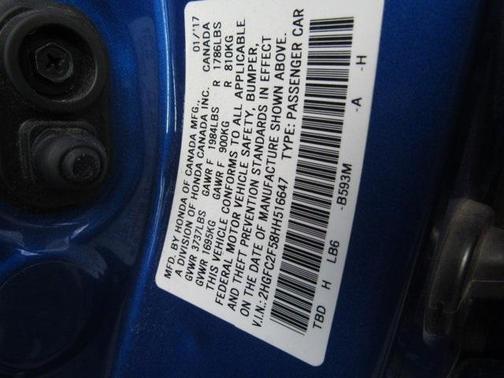 MFD. BY HONDA OF CANADA MFG., 01/'17
A DIVISION OF HONDA CANADA INC. CANADA
GVWR 3737LBS GAWR F 1984LBS R 1786LBS
GVWR 1695KG GAWR F 900KG R 810KG
THIS VEHICLE CONFORMS TO ALL APPLICABLE
FEDERAL MOTOR VEHICLE SAFETY, BUMPER,
AND THEFT PREVENTION STANDARDS IN EFFECT
ON THE DATE OF MANUFACTURE SHOWN ABOVE.
V.I.N.: 2HGFC2F58HH516647 TYPE: PASSENGER CAR
TBD H LB6 -B593M -A -H